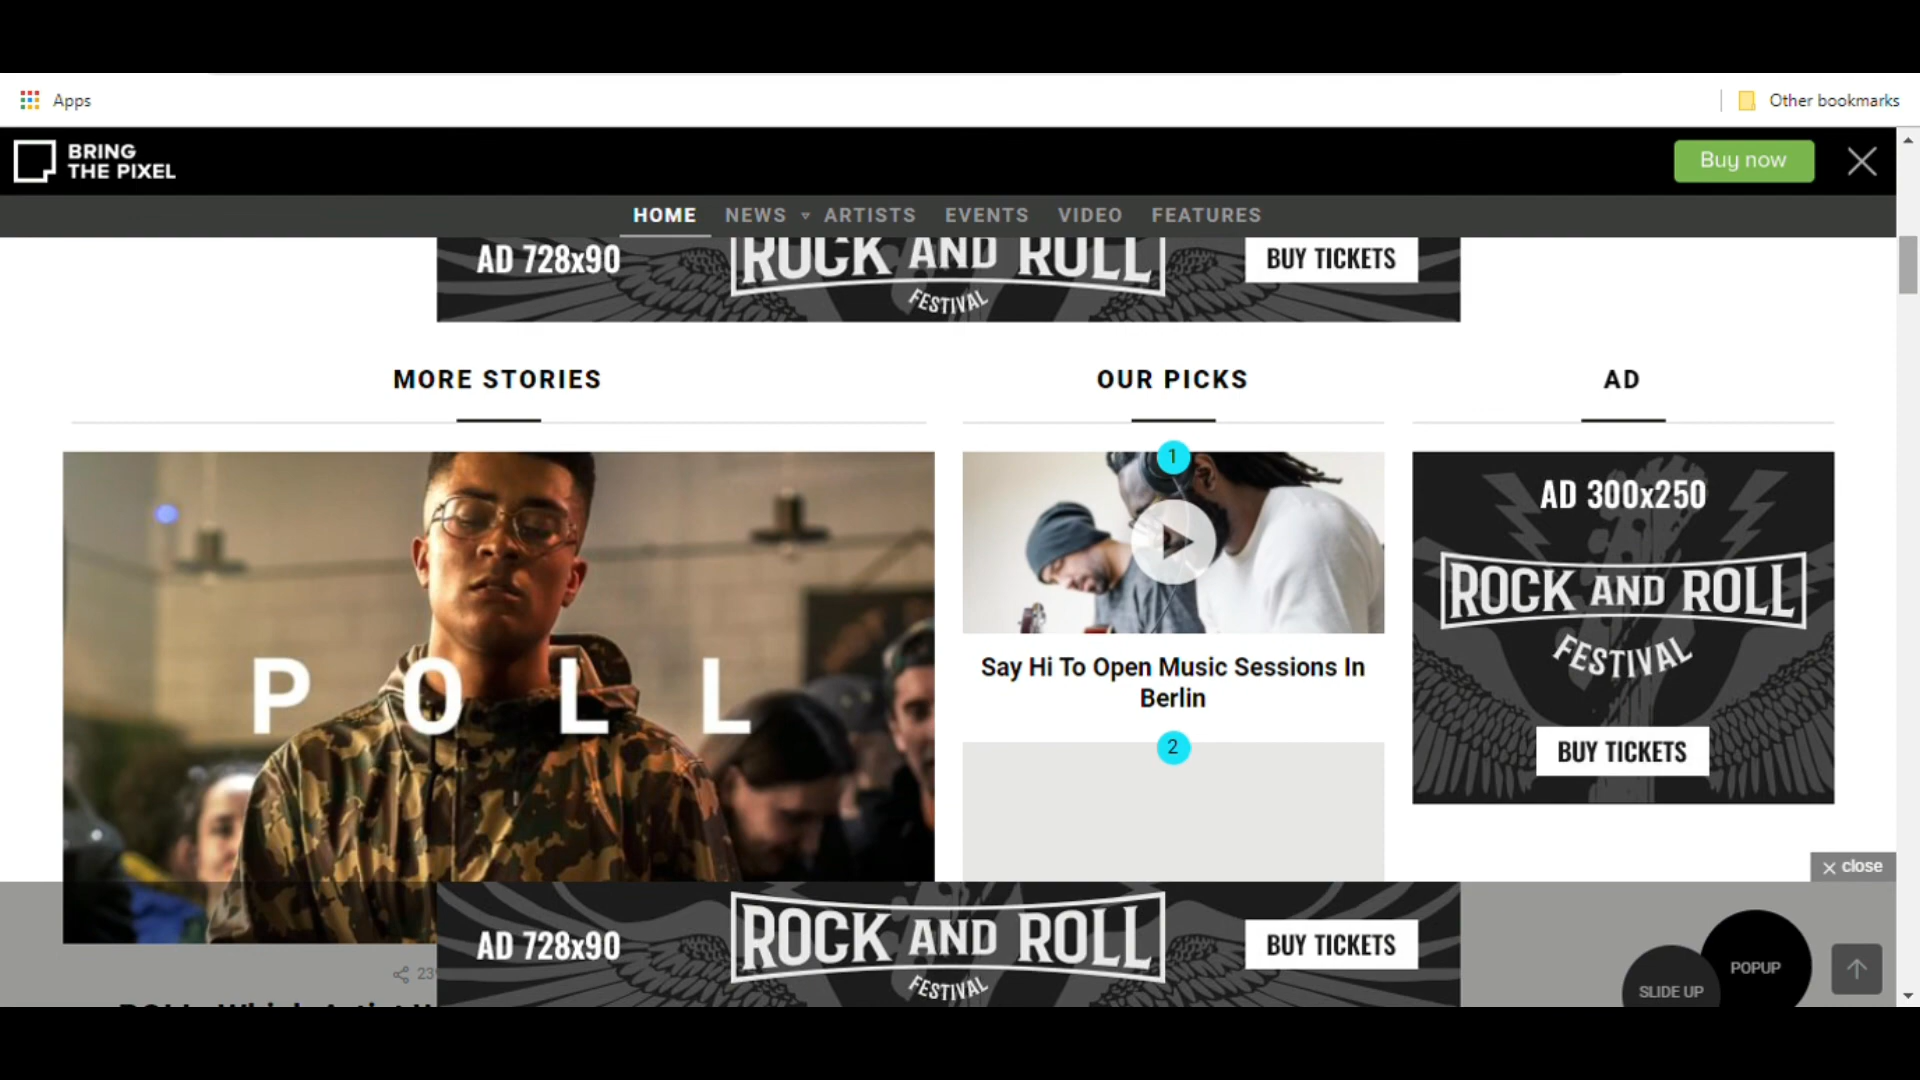 Apps
Other bookmarks
BRING
THE PIXEL
Buy now
HOME NEWS ARTISTS EVENTS VIDEO FEATURES
AD 728x90
ROCK AND ROLL
FESTIVAL
BUY TICKETS
MORE STORIES
OUR PICKS
AD
POLL
1
Say Hi To Open Music Sessions In
Berlin
2
AD 300x250
ROCK AND ROLL
FESTIVAL
BUY TICKETS
close
AD 728x90
ROCK AND ROLL
FESTIVAL
BUY TICKETS
POPUP
SLIDE UP